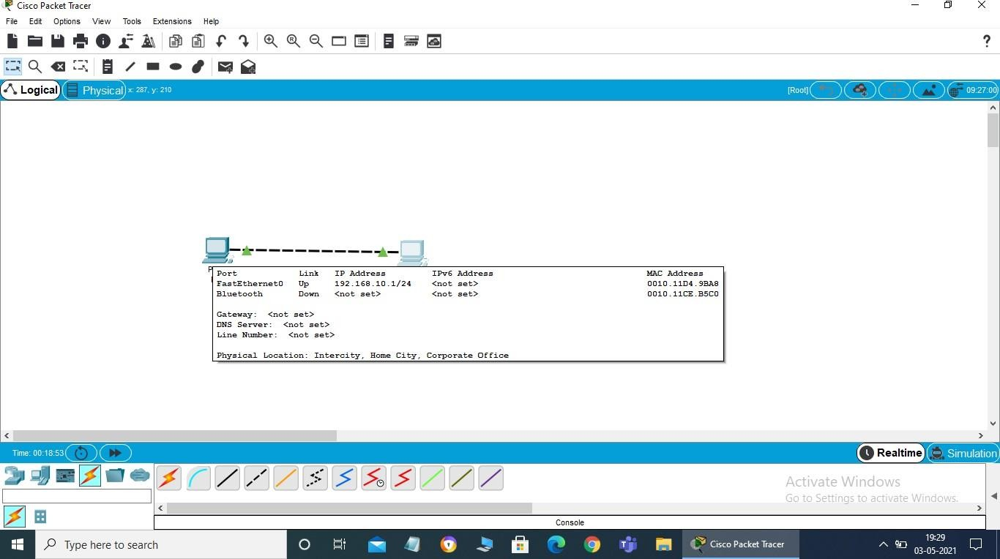 Cisco Packet Tracer
File Edit Options View Tools Extensions Help
Logical Physical x: 287, y: 210 [Root] 09:27:00
P
Port Link IP Address IPv6 Address MAC Address
FastEthernet0 Up 192.168.10.1/24 <not set> 0010.11D4.9BA8
Bluetooth Down <not set> <not set> 0010.11CE.B5C0
Gateway: <not set>
DNS Server: <not set>
Line Number: <not set>
Physical Location: Intercity, Home City, Corporate Office
Time: 00:18:53 Realtime Simulation
Activate Windows
Go to Settings to activate Windows.
Console
Type here to search Cisco Packet Tracer 19:29
03-05-2021